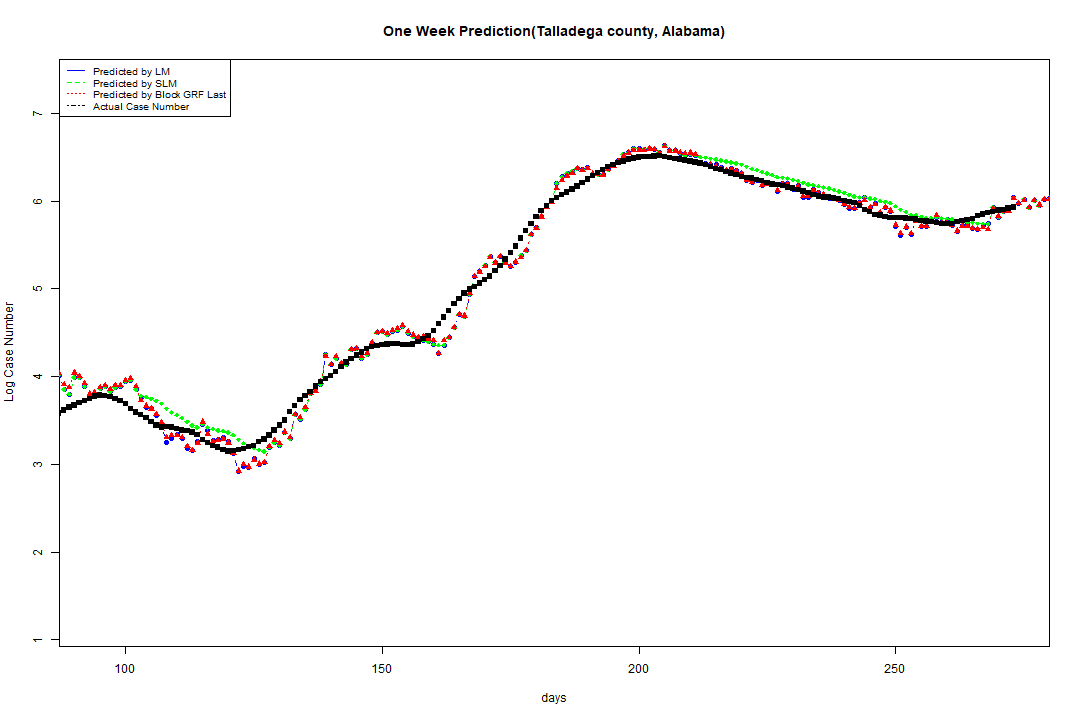 One Week Prediction(Talladega county, Alabama)
Predicted by LM
Predicted by SLM
Predicted by Block GRF Last
Actual Case Number
7
6
5
4
3
2
1
Log Case Number
100 150 200 250
days